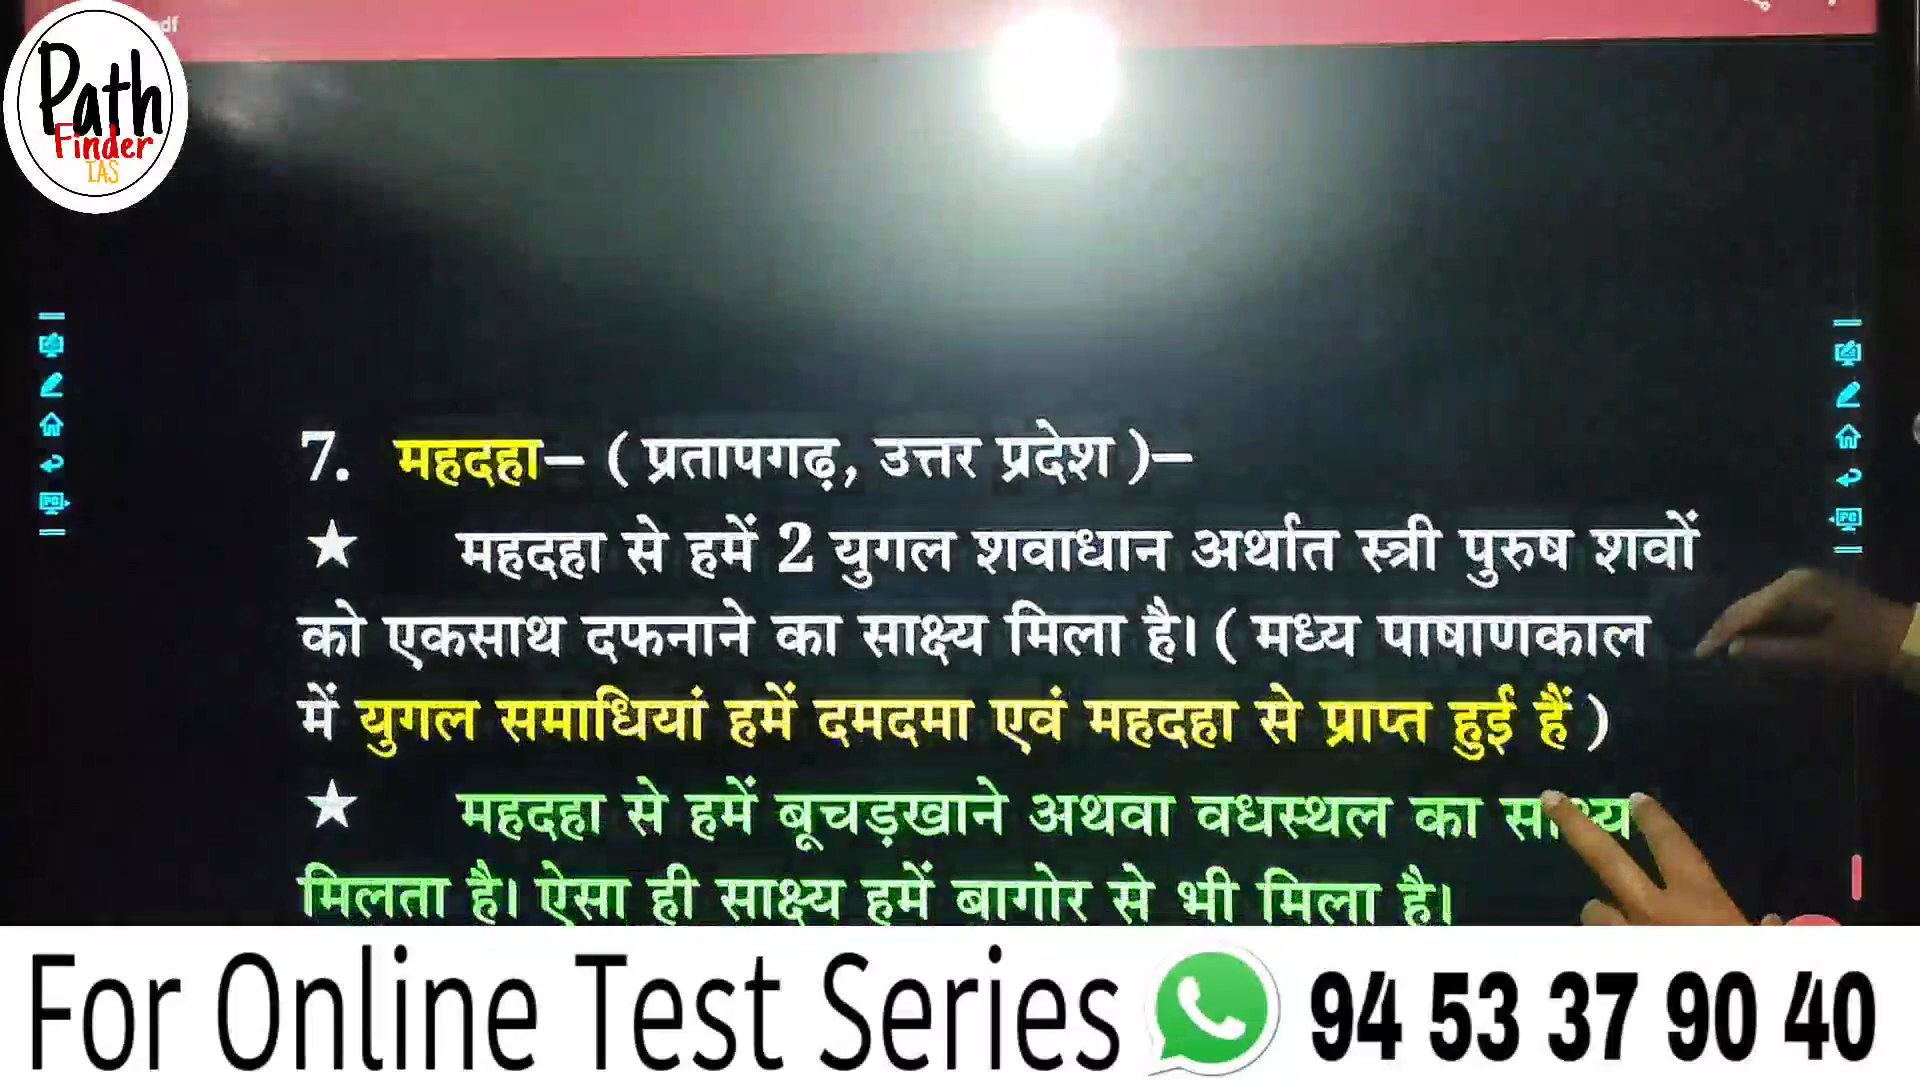 df
Path
Finder
IAS
7. महदहा– ( प्रतापगढ़, उत्तर प्रदेश )–
★ महदहा से हमें 2 युगल शवाधान अर्थात स्त्री पुरुष शवों
को एकसाथ दफनाने का साक्ष्य मिला है। ( मध्य पाषाणकाल
में युगल समाधियां हमें दमदमा एवं महदहा से प्राप्त हुई हैं )
★ महदहा से हमें बूचड़खाने अथवा वधस्थल का साक्ष्य
मिलता है। ऐसा ही साक्ष्य हमें बागोर से भी मिला है।
For Online Test Series 94 53 37 90 40